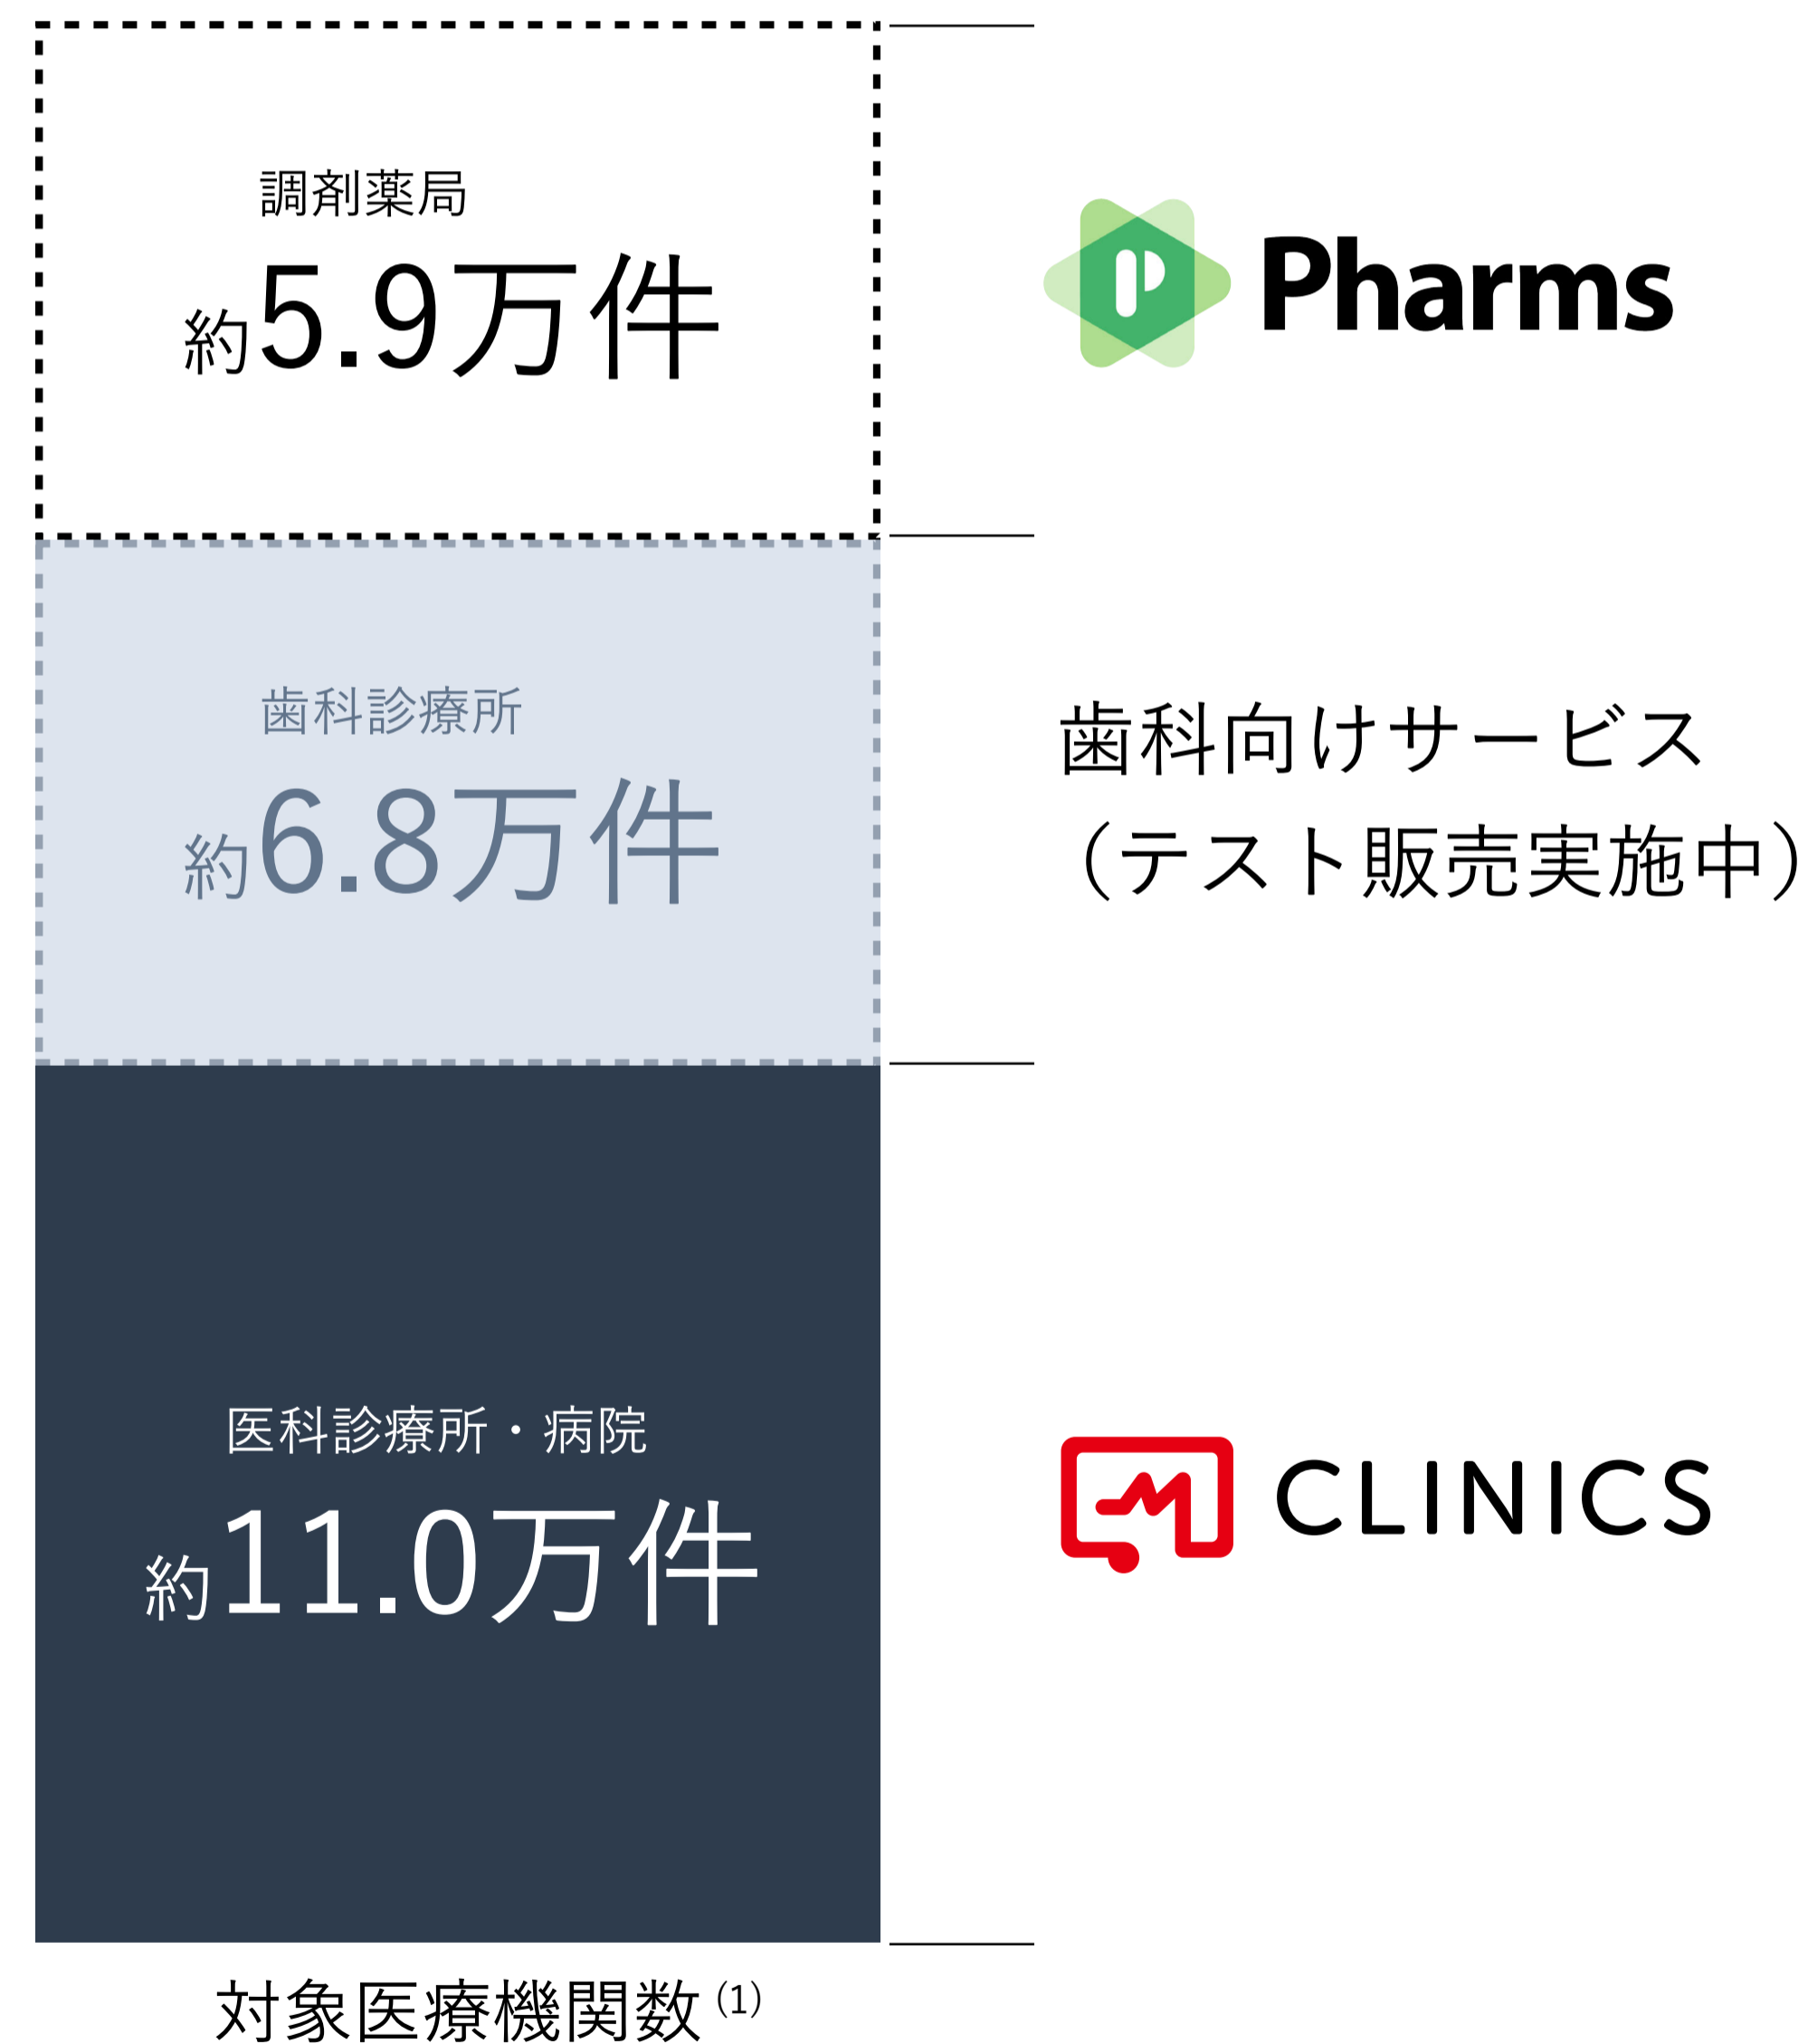 調剤薬局
約5.9万件
Pharms
歯科診療所
約6.8万件
歯科向けサービス
（テスト販売実施中）
医科診療所・病院
約11.0万件
CLINICS
対象医療機関数(1)